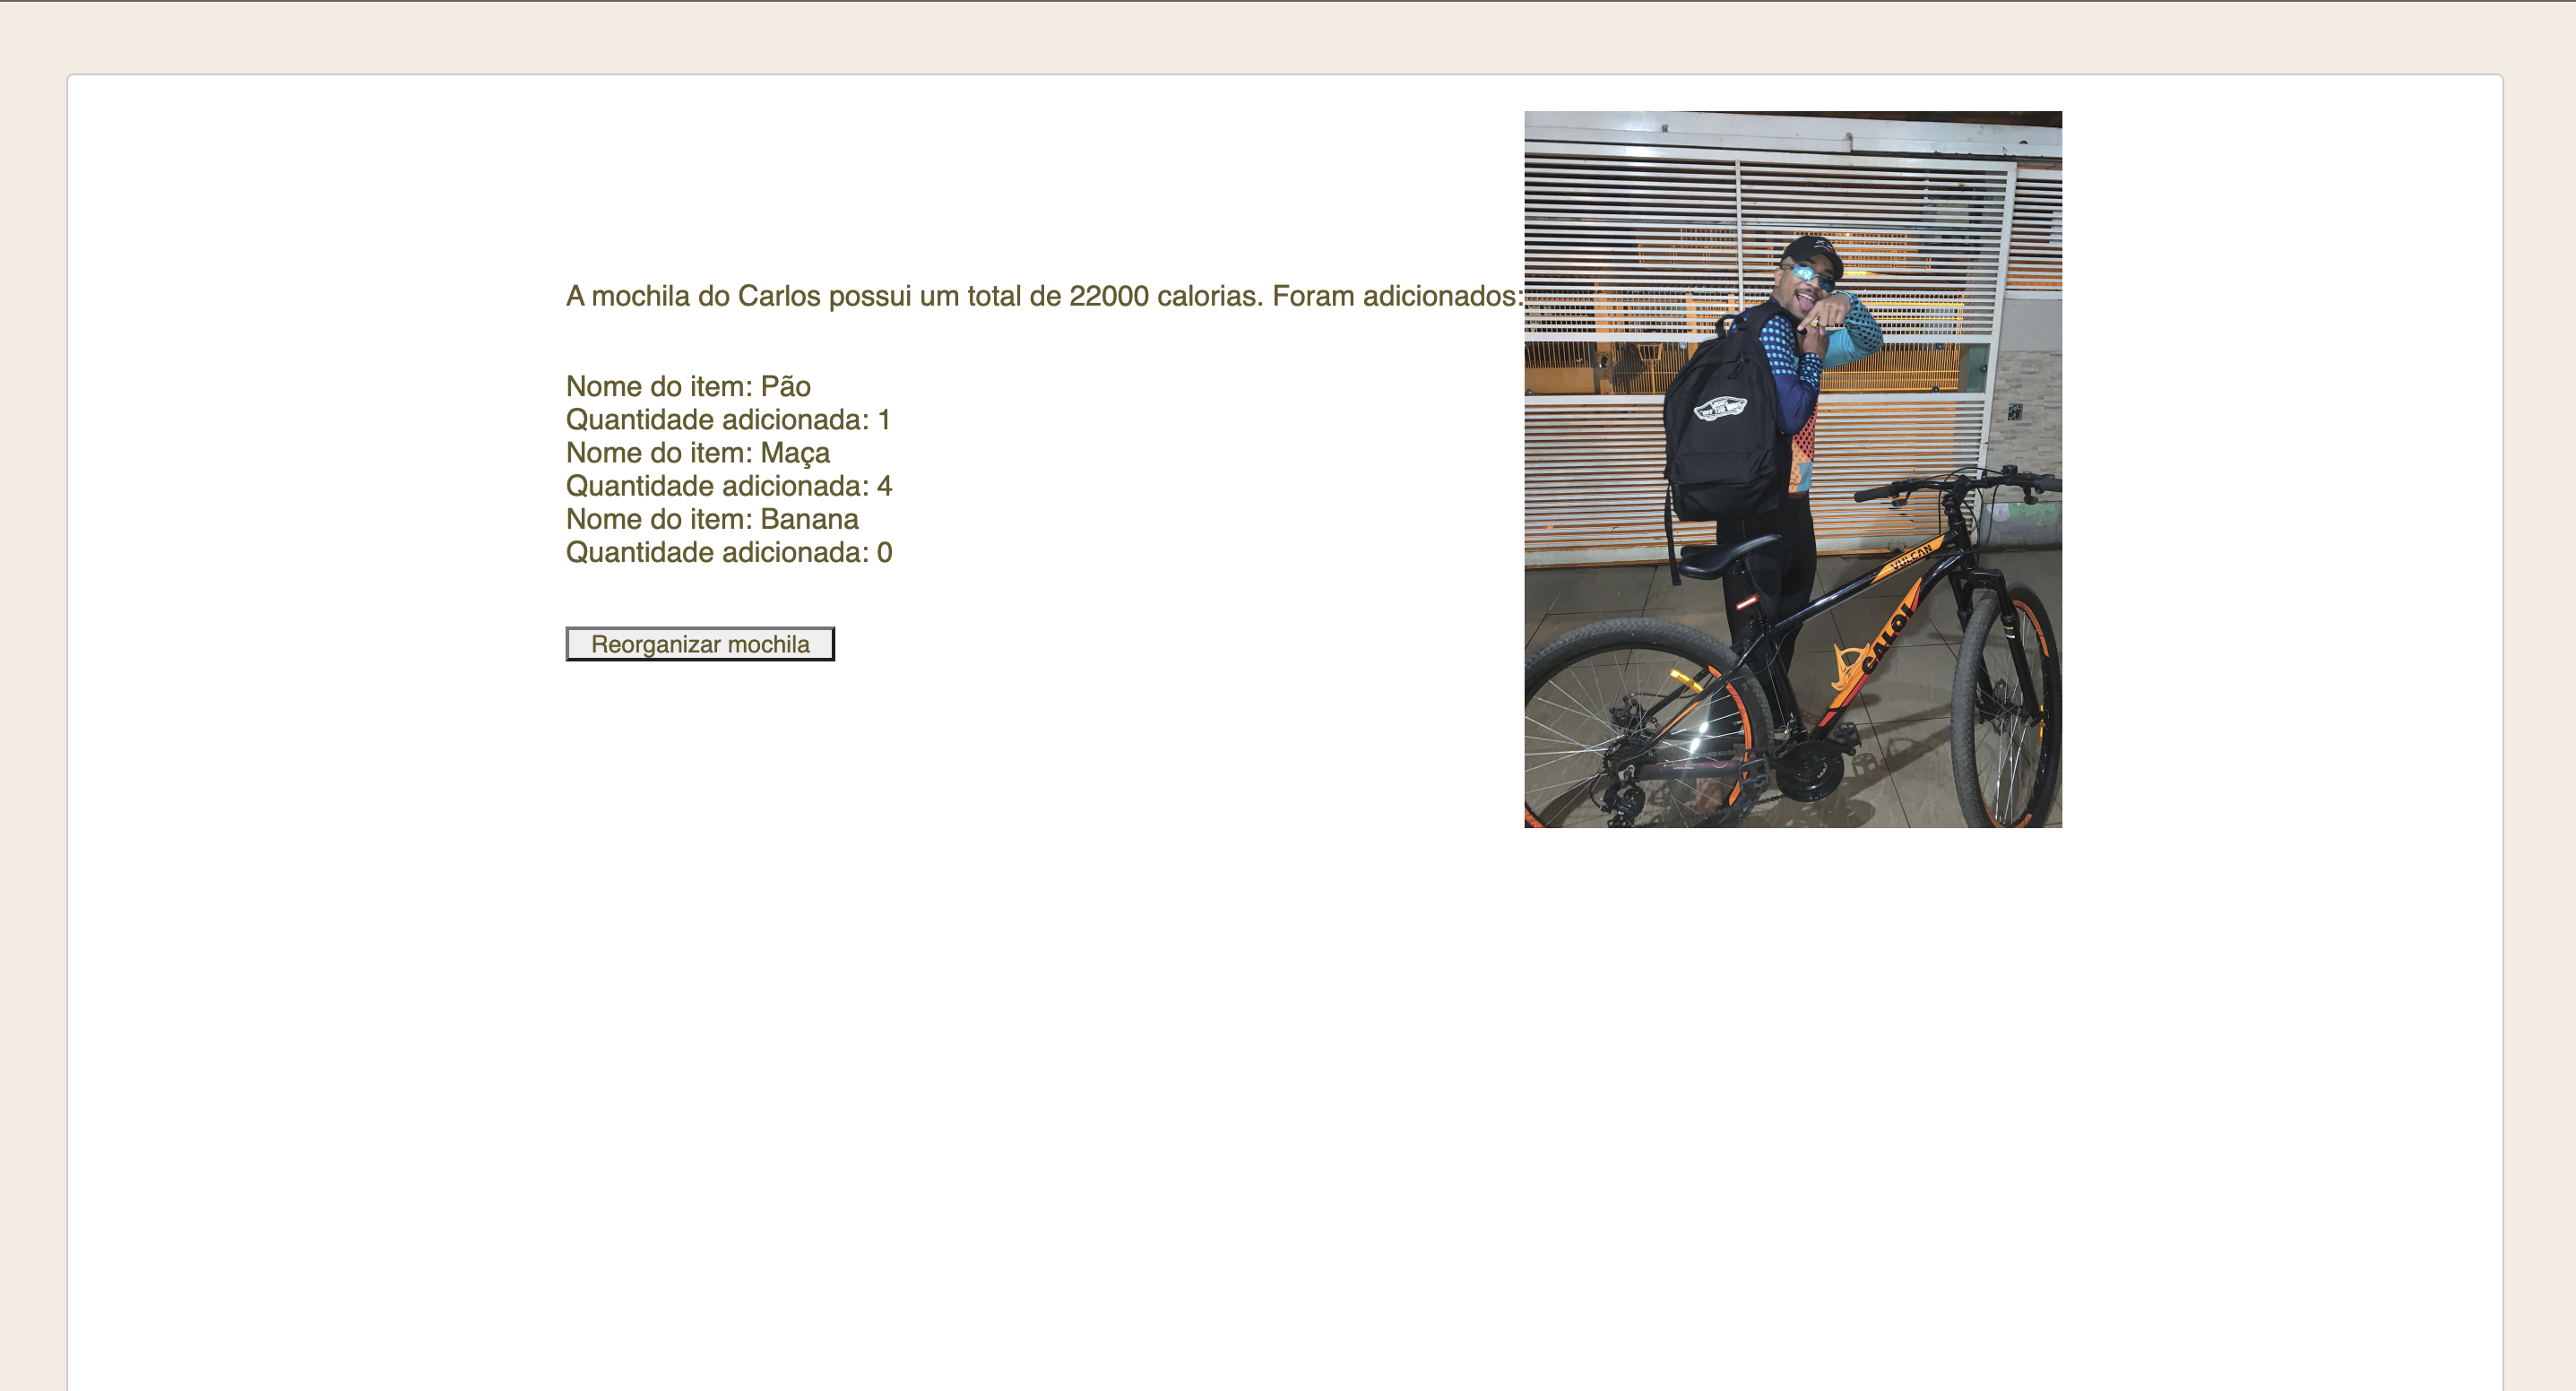 A mochila do Carlos possui um total de 22000 calorias. Foram adicionados:
Nome do item: Pão
Quantidade adicionada: 1
Nome do item: Maça
Quantidade adicionada: 4
Nome do item: Banana
Quantidade adicionada: 0
Reorganizar mochila
VULCAN
CALOI